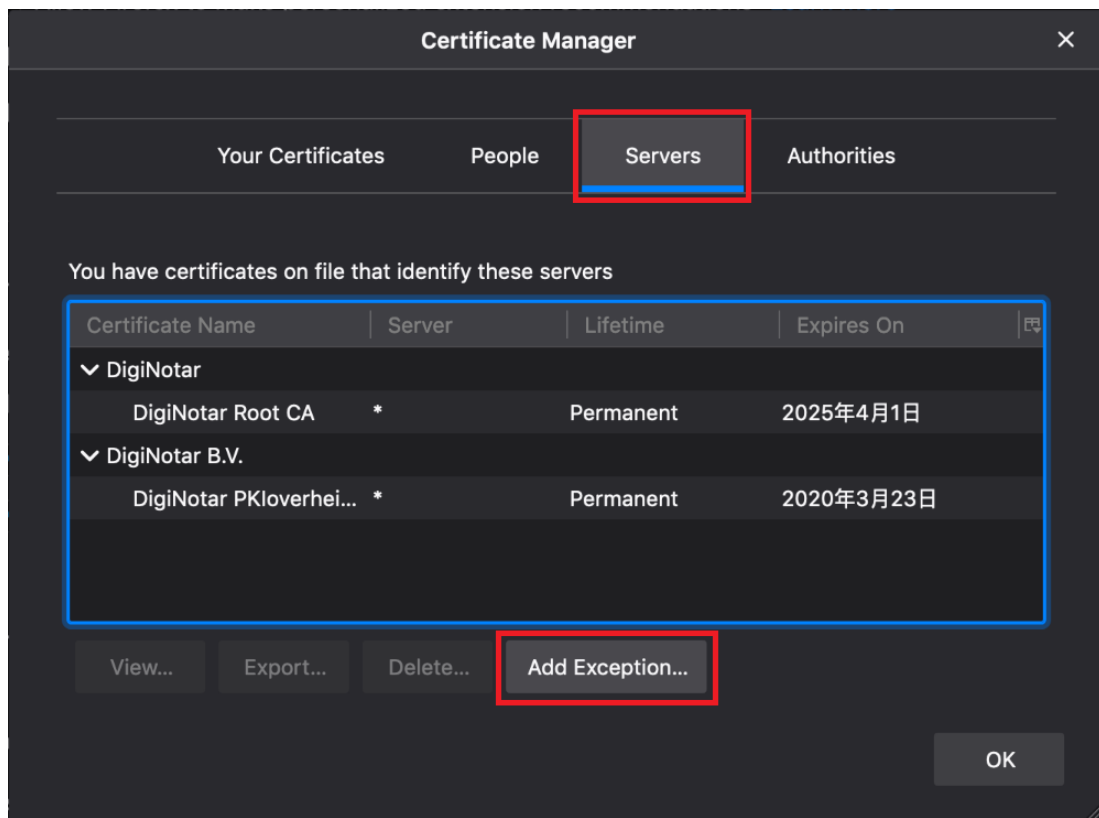 Certificate Manager
Your Certificates People Servers Authorities
You have certificates on file that identify these servers
Certificate Name Server Lifetime Expires On
DigiNotar
DigiNotar Root CA * Permanent 2025年4月1日
DigiNotar B.V.
DigiNotar PKIoverhei... * Permanent 2020年3月23日
View... Export... Delete... Add Exception...
OK